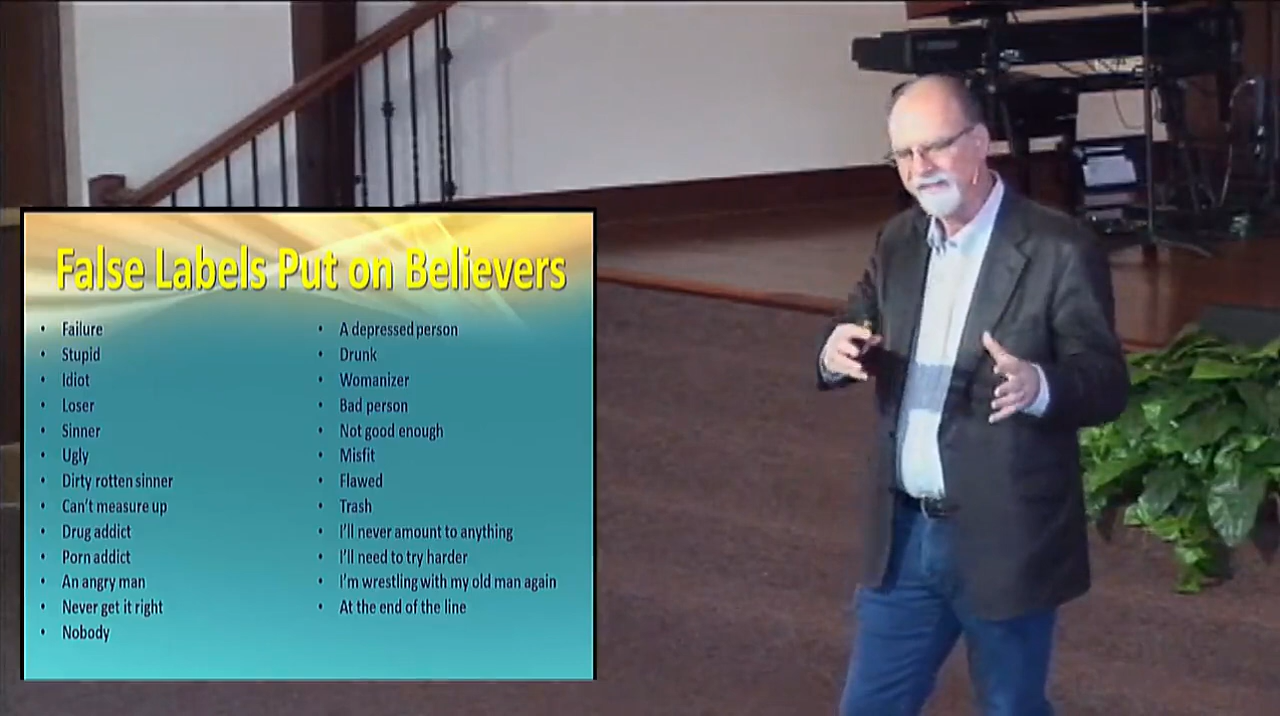 False Labels Put on Believers
• Failure
• Stupid
• Idiot
• Loser
• Sinner
• Ugly
• Dirty rotten sinner
• Can't measure up
• Drug addict
• Porn addict
• An angry man
• Never get it right
• Nobody
• A depressed person
• Drunk
• Womanizer
• Bad person
• Not good enough
• Misfit
• Flawed
• Trash
• I'll never amount to anything
• I'll need to try harder
• I'm wrestling with my old man again
• At the end of the line